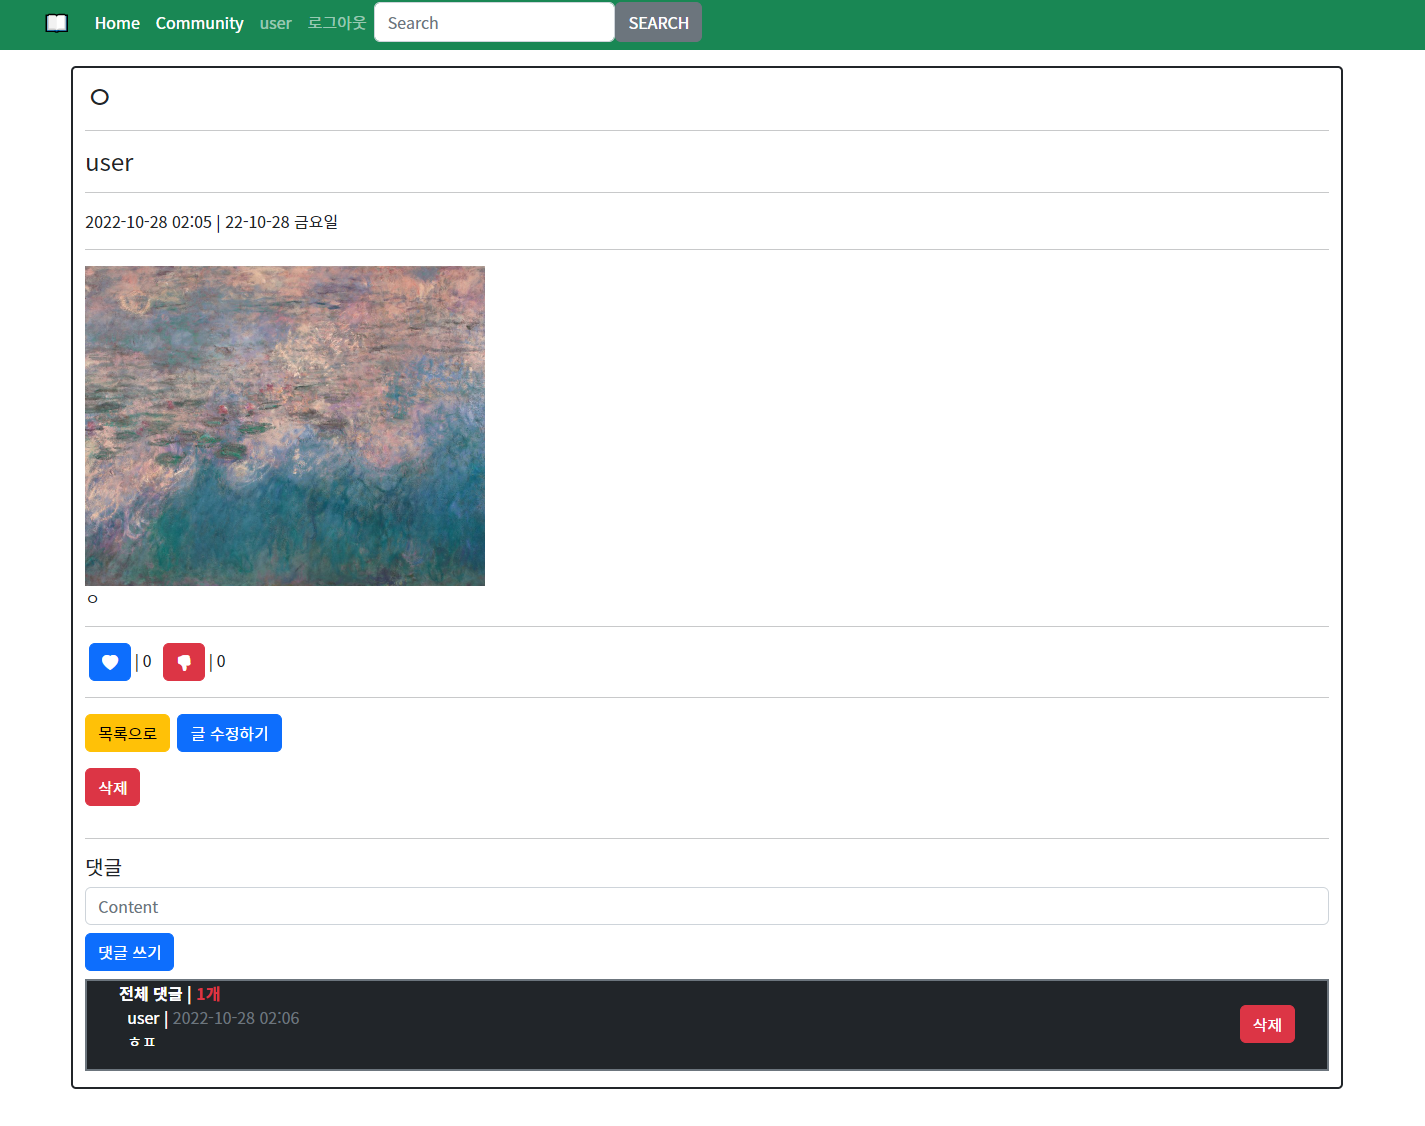 Home Community user 로그아웃 Search SEARCH
ㅇ
user
2022-10-28 02:05 | 22-10-28 금요일
ㅇ
| 0 | 0
목록으로 글 수정하기
삭제
댓글
Content
댓글 쓰기
전체 댓글 | 1개
user | 2022-10-28 02:06
ㅎㅍ
삭제